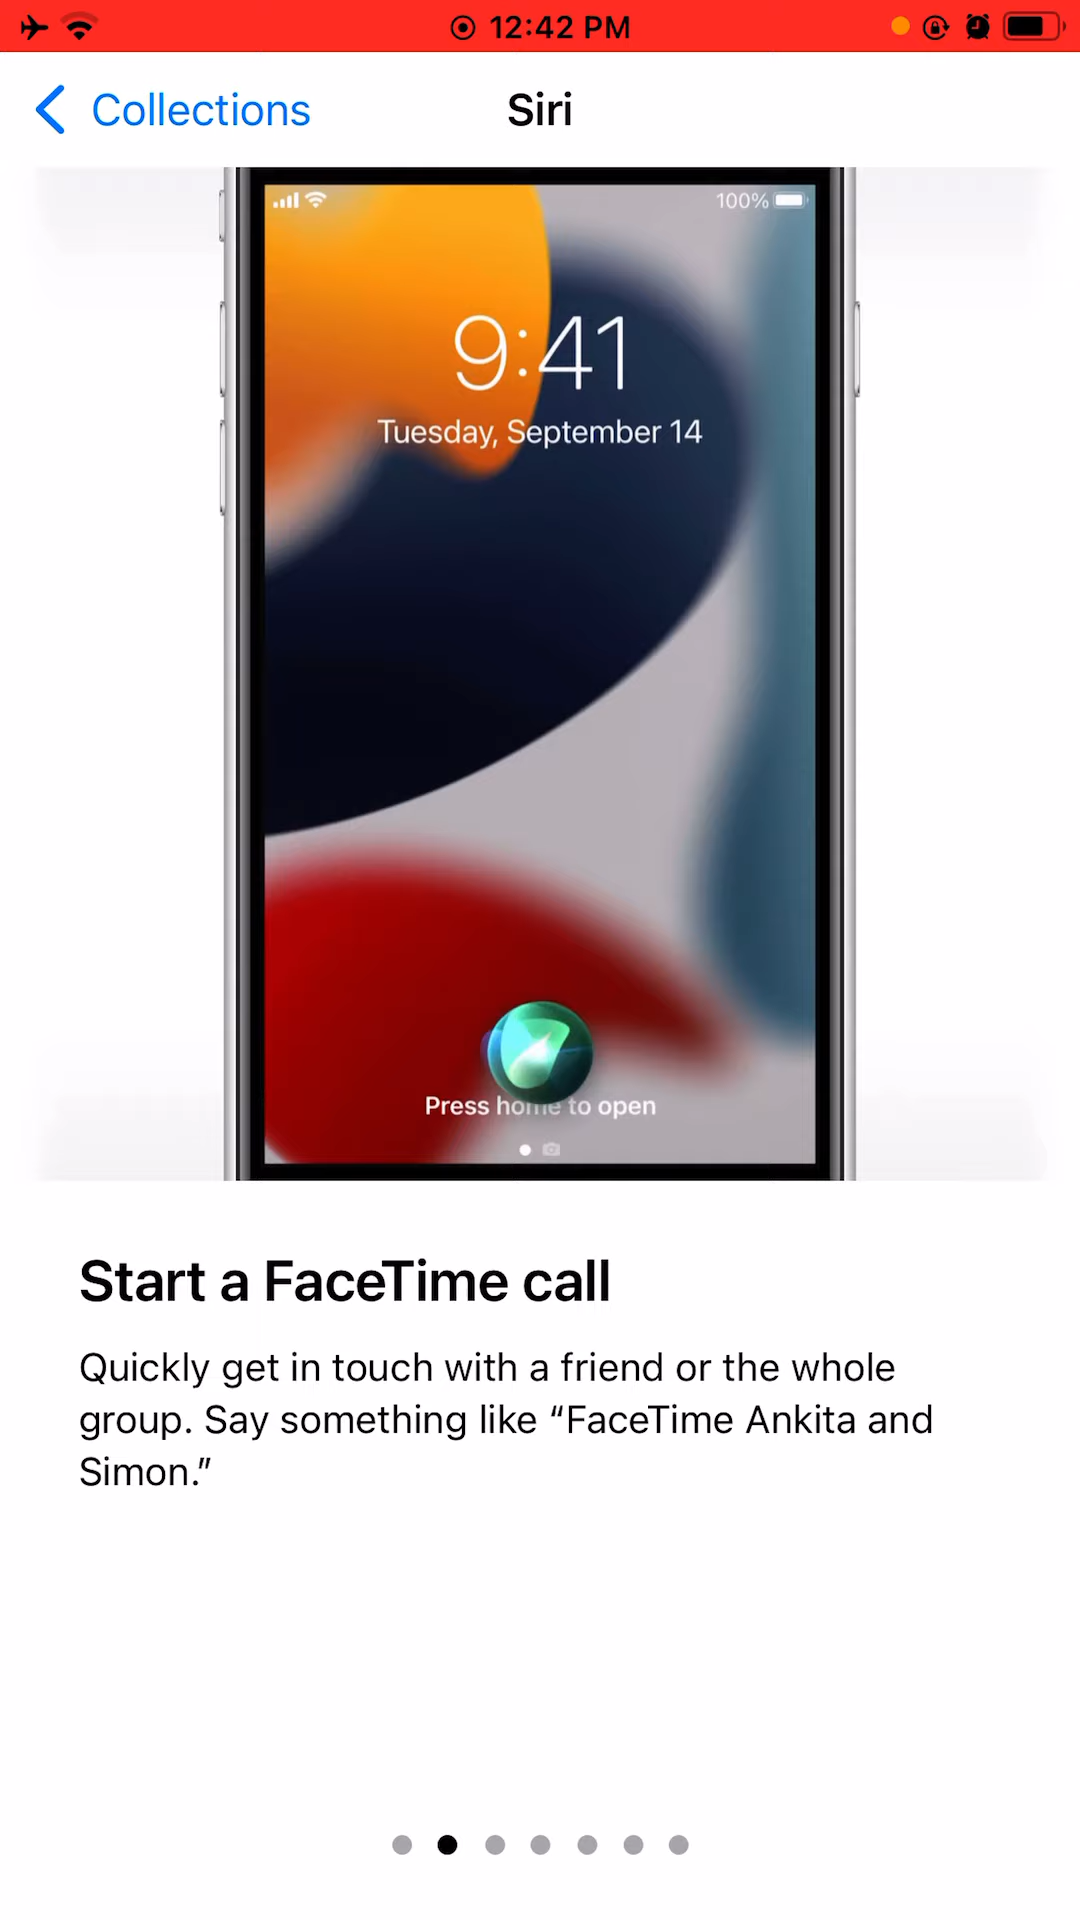 12:42 PM
Collections
Siri
100%
9:41
Tuesday, September 14
Press home to open
Start a FaceTime call
Quickly get in touch with a friend or the whole
group. Say something like “FaceTime Ankita and
Simon.”